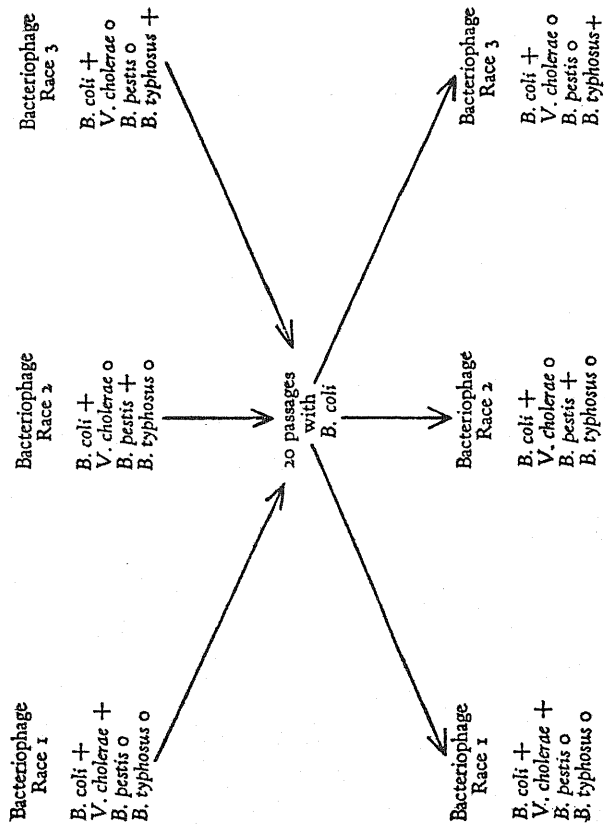 Bacteriophage
Race 1
B. coli +
V. cholerae +
B. pestis o
B. typhosus o
Bacteriophage
Race 2
B. coli +
V. cholerae o
B. pestis +
B. typhosus o
Bacteriophage
Race 3
B. coli +
V. cholerae o
B. pestis o
B. typhosus +
20 passages
with
B. coli
Bacteriophage
Race 1
B. coli +
V. cholerae +
B. pestis o
B. typhosus o
Bacteriophage
Race 2
B. coli +
V. cholerae o
B. pestis +
B. typhosus o
Bacteriophage
Race 3
B. coli +
V. cholerae o
B. pestis o
B. typhosus +